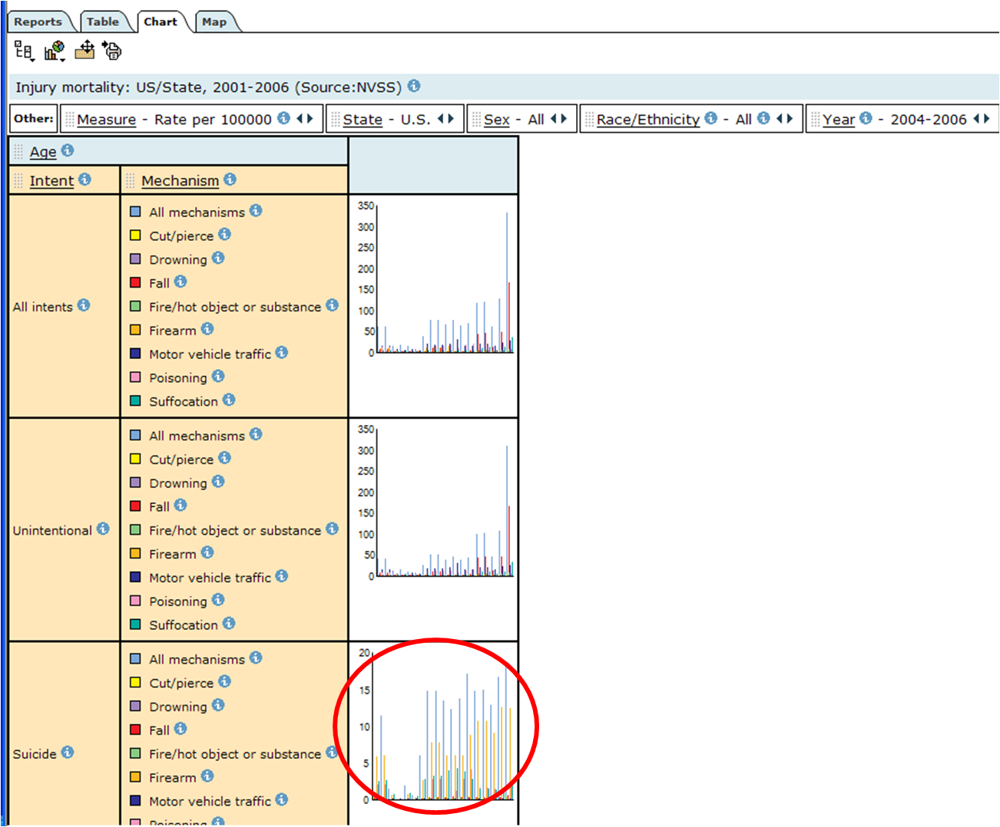 Reports Table Chart Map
Injury mortality: US/State, 2001-2006 (Source:NVSS)
Other: Measure - Rate per 100000 State - U.S. Sex - All Race/Ethnicity - All Year - 2004-2006
Age
Intent Mechanism
All intents
All mechanisms
Cut/pierce
Drowning
Fall
Fire/hot object or substance
Firearm
Motor vehicle traffic
Poisoning
Suffocation
350
300
250
200
150
100
50
0
Unintentional
All mechanisms
Cut/pierce
Drowning
Fall
Fire/hot object or substance
Firearm
Motor vehicle traffic
Poisoning
Suffocation
350
300
250
200
150
100
50
0
Suicide
All mechanisms
Cut/pierce
Drowning
Fall
Fire/hot object or substance
Firearm
Motor vehicle traffic
Poisoning
20
15
10
5
0